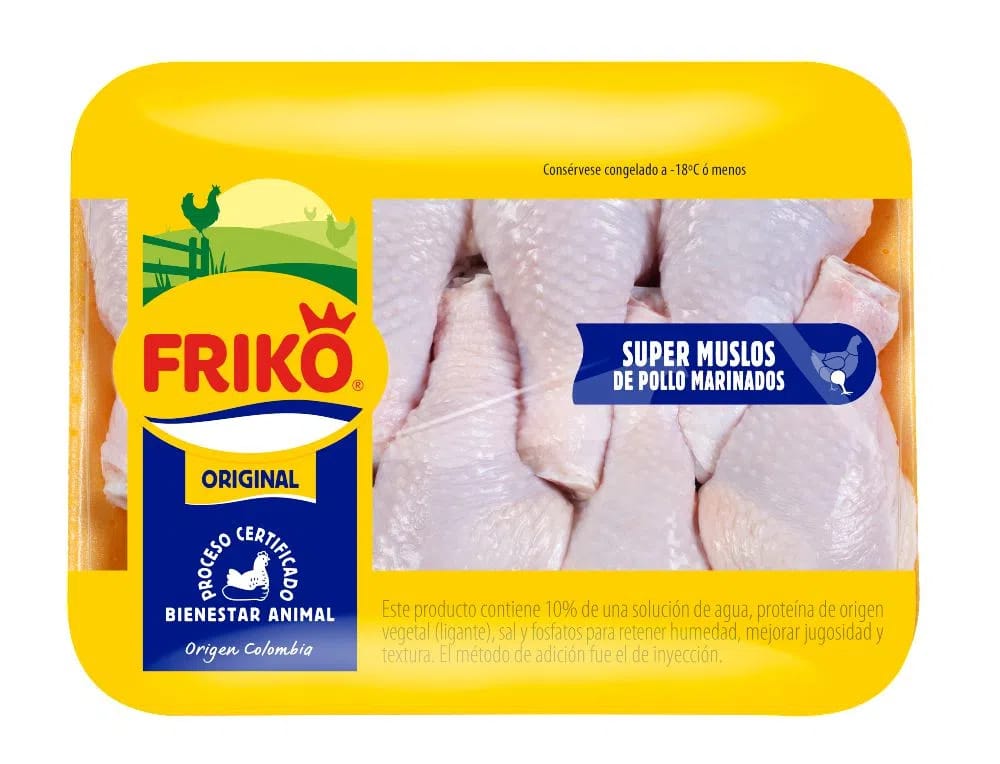 Consérvese congelado a -18ºC ó menos
FRIKO®
SUPER MUSLOS
DE POLLO MARINADOS
ORIGINAL
PROCESO CERTIFICADO
BIENESTAR ANIMAL
Origen Colombia
Este producto contiene 10% de una solución de agua, proteína de origen
vegetal (ligante), sal y fosfatos para retener humedad, mejorar jugosidad y
textura. El método de adición fue el de inyección.